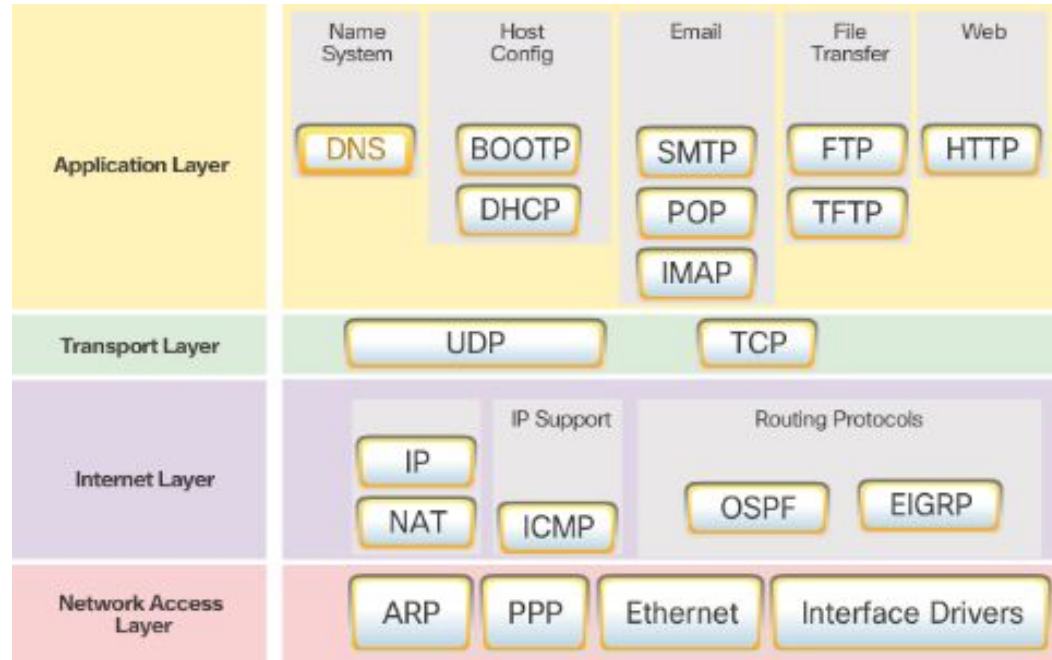 Name
System
Host
Config
Email
File
Transfer
Web
Application Layer
DNS
BOOTP
SMTP
FTP
HTTP
DHCP
POP
TFTP
IMAP
Transport Layer
UDP
TCP
Internet Layer
IP Support
Routing Protocols
IP
NAT
ICMP
OSPF
EIGRP
Network Access
Layer
ARP
PPP
Ethernet
Interface Drivers